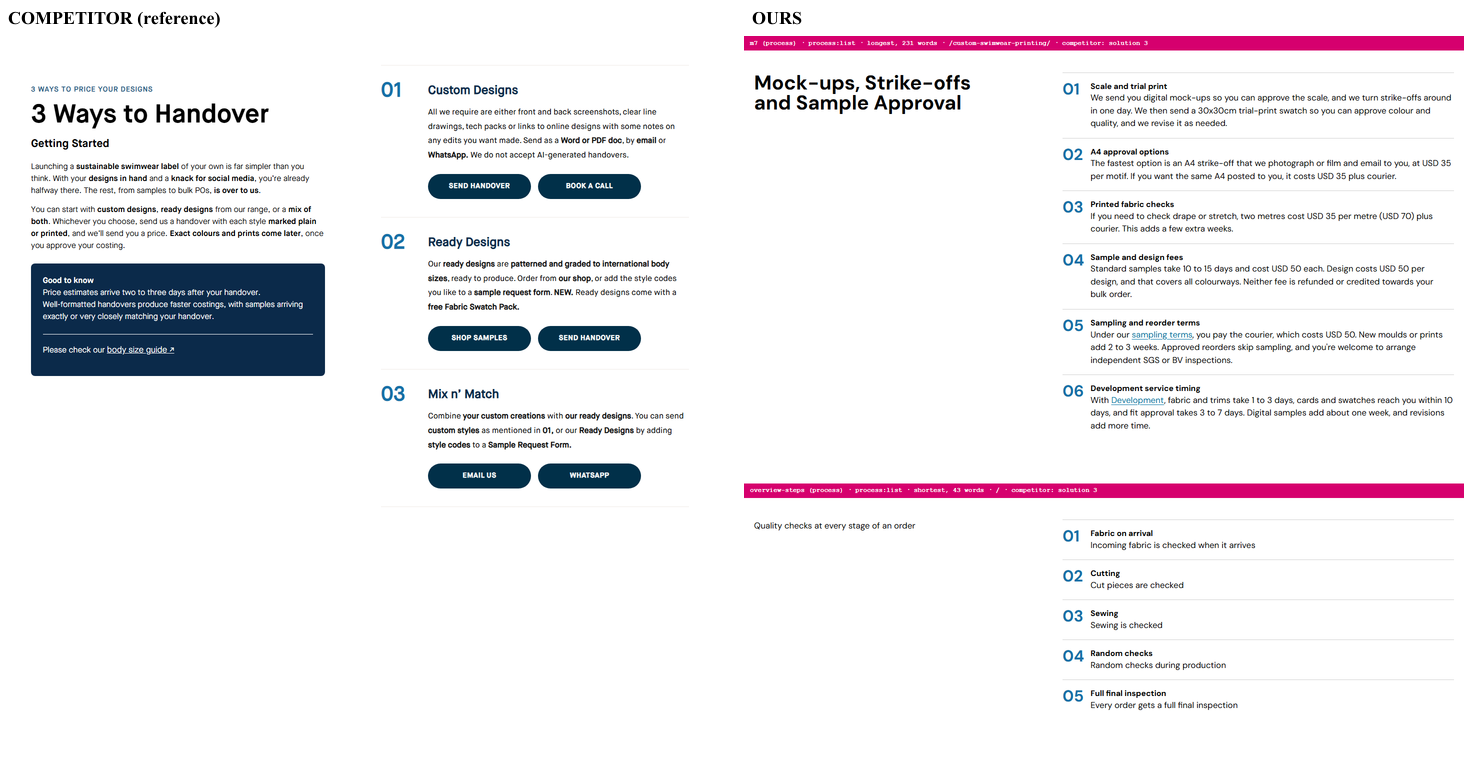 COMPETITOR (reference)
3 WAYS TO PRICE YOUR DESIGNS
3 Ways to Handover
Getting Started
Launching a sustainable swimwear label of your own is far simpler than you
think. With your designs in hand and a knack for social media, you're already
halfway there. The rest, from samples to bulk POs, is over to us.
You can start with custom designs, ready designs from our range, or a mix of
both. Whichever you choose, send us a handover with each style marked plain
or printed, and we'll send you a price. Exact colours and prints come later, once
you approve your costing.
Good to know
Price estimates arrive two to three days after your handover.
Well-formatted handovers produce faster costings, with samples arriving
exactly or very closely matching your handover.
Please check our body size guide ↗
01
Custom Designs
All we require are either front and back screenshots, clear line
drawings, tech packs or links to online designs with some notes on
any edits you want made. Send as a Word or PDF doc, by email or
WhatsApp. We do not accept AI-generated handovers.
SEND HANDOVER
BOOK A CALL
02
Ready Designs
Our ready designs are patterned and graded to international body
sizes, ready to produce. Order from our shop, or add the style codes
you like to a sample request form. NEW. Ready designs come with a
free Fabric Swatch Pack.
SHOP SAMPLES
SEND HANDOVER
03
Mix n' Match
Combine your custom creations with our ready designs. You can send
custom styles as mentioned in 01, or our Ready Designs by adding
style codes to a Sample Request Form.
EMAIL US
WHATSAPP
OURS
m7 (process) · process:list · longest, 231 words · /custom-swimwear-printing/ · competitor: solution 3
Mock-ups, Strike-offs
and Sample Approval
01
Scale and trial print
We send you digital mock-ups so you can approve the scale, and we turn strike-offs around
in one day. We then send a 30x30cm trial-print swatch so you can approve colour and
quality, and we revise it as needed.
02
A4 approval options
The fastest option is an A4 strike-off that we photograph or film and email to you, at USD 35
per motif. If you want the same A4 posted to you, it costs USD 35 plus courier.
03
Printed fabric checks
If you need to check drape or stretch, two metres cost USD 35 per metre (USD 70) plus
courier. This adds a few extra weeks.
04
Sample and design fees
Standard samples take 10 to 15 days and cost USD 50 each. Design costs USD 50 per
design, and that covers all colourways. Neither fee is refunded or credited towards your
bulk order.
05
Sampling and reorder terms
Under our sampling terms, you pay the courier, which costs USD 50. New moulds or prints
add 2 to 3 weeks. Approved reorders skip sampling, and you're welcome to arrange
independent SGS or BV inspections.
06
Development service timing
With Development, fabric and trims take 1 to 3 days, cards and swatches reach you within 10
days, and fit approval takes 3 to 7 days. Digital samples add about one week, and revisions
add more time.
overview-steps (process) · process:list · shortest, 43 words · / · competitor: solution 3
Quality checks at every stage of an order
01
Fabric on arrival
Incoming fabric is checked when it arrives
02
Cutting
Cut pieces are checked
03
Sewing
Sewing is checked
04
Random checks
Random checks during production
05
Full final inspection
Every order gets a full final inspection